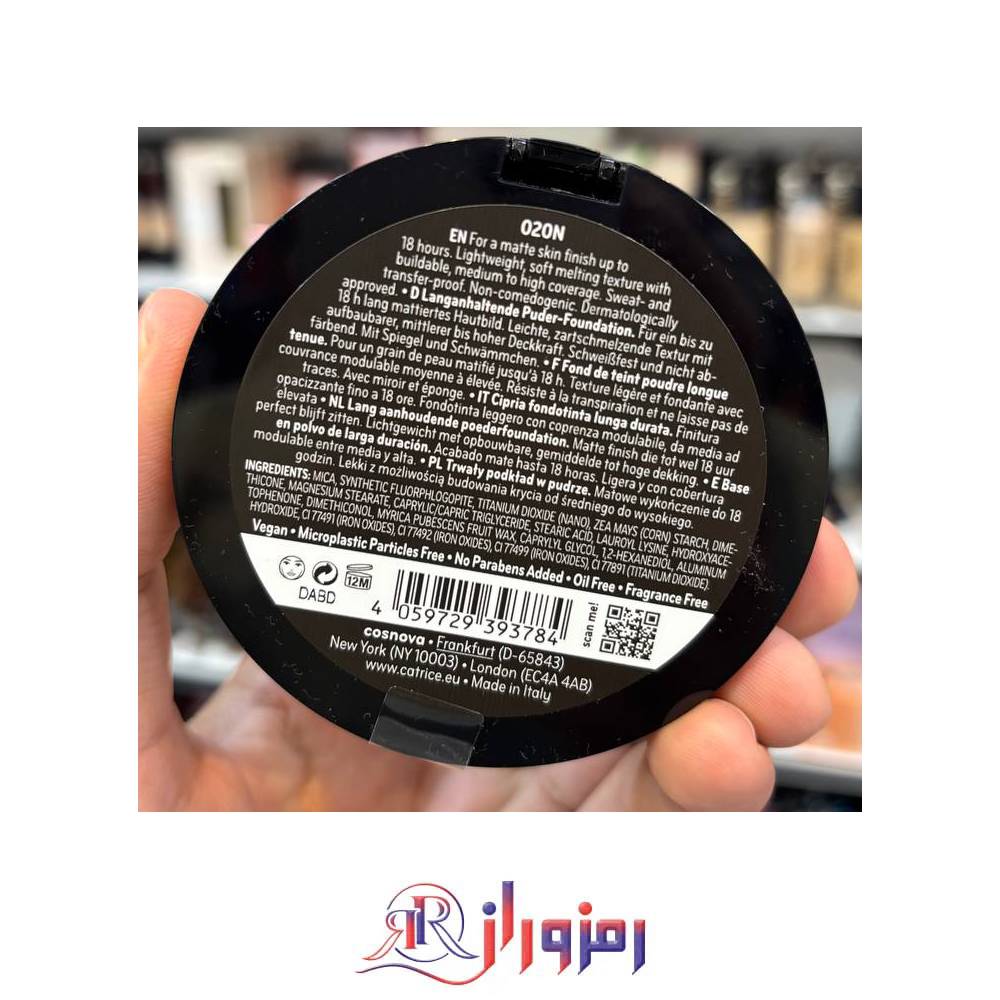 020N
EN For a matte skin finish up to
18 hours. Lightweight, soft melting texture with
buildable, medium to high coverage. Sweat- and
transfer-proof. Non-comedogenic. Dermatologically
approved. • D Langanhaltende Puder-Foundation. Für ein bis zu
18 h lang mattiertes Hautbild. Leichte, zartschmelzende Textur mit
aufbaubarer, mittlerer bis hoher Deckkraft. Schweißfest und nicht ab-
färbend. Mit Spiegel und Schwämmchen. • F Fond de teint poudre longue
tenue. Pour un grain de peau matifié jusqu'à 18 h. Texture légère et fondante avec
couvrance modulable moyenne à élevée. Résiste à la transpiration et ne laisse pas de
traces. Avec miroir et éponge. • IT Cipria fondotinta lunga durata. Finitura
opacizzante fino a 18 ore. Fondotinta leggero con coprenza modulabile, da media ad
elevata • NL Lang aanhoudende poederfoundation. Matte finish die tot wel 18 uur
perfect blijft zitten. Lichtgewicht met opbouwbare, gemiddelde tot hoge dekking. • E Base
en polvo de larga duración. Acabado mate hasta 18 horas. Ligera y con cobertura
modulable entre media y alta. • PL Trwały podkład w pudrze. Matowe wykończenie do 18
godzin. Lekki z możliwością budowania krycia od średniego do wysokiego.
INGREDIENTS: MICA, SYNTHETIC FLUORPHLOGOPITE, TITANIUM DIOXIDE (NANO), ZEA MAYS (CORN) STARCH, DIME-
THICONE, MAGNESIUM STEARATE, CAPRYLIC/CAPRIC TRIGLYCERIDE, STEARIC ACID, LAUROYL LYSINE, HYDROXYACE-
TOPHENONE, DIMETHICONOL, MYRICA PUBESCENS FRUIT WAX, CAPRYLYL GLYCOL, 1,2-HEXANEDIOL, ALUMINUM
HYDROXIDE, CI 77491 (IRON OXIDES), CI 77492 (IRON OXIDES), CI 77499 (IRON OXIDES), CI 77891 (TITANIUM DIOXIDE).
Vegan • Microplastic Particles Free • No Parabens Added • Oil Free • Fragrance Free
12M
DABD
4 059729 393784
scan me!
cosnova • Frankfurt (D-65843)
New York (NY 10003) • London (EC4A 4AB)
www.catrice.eu • Made in Italy
RR رمزوراز